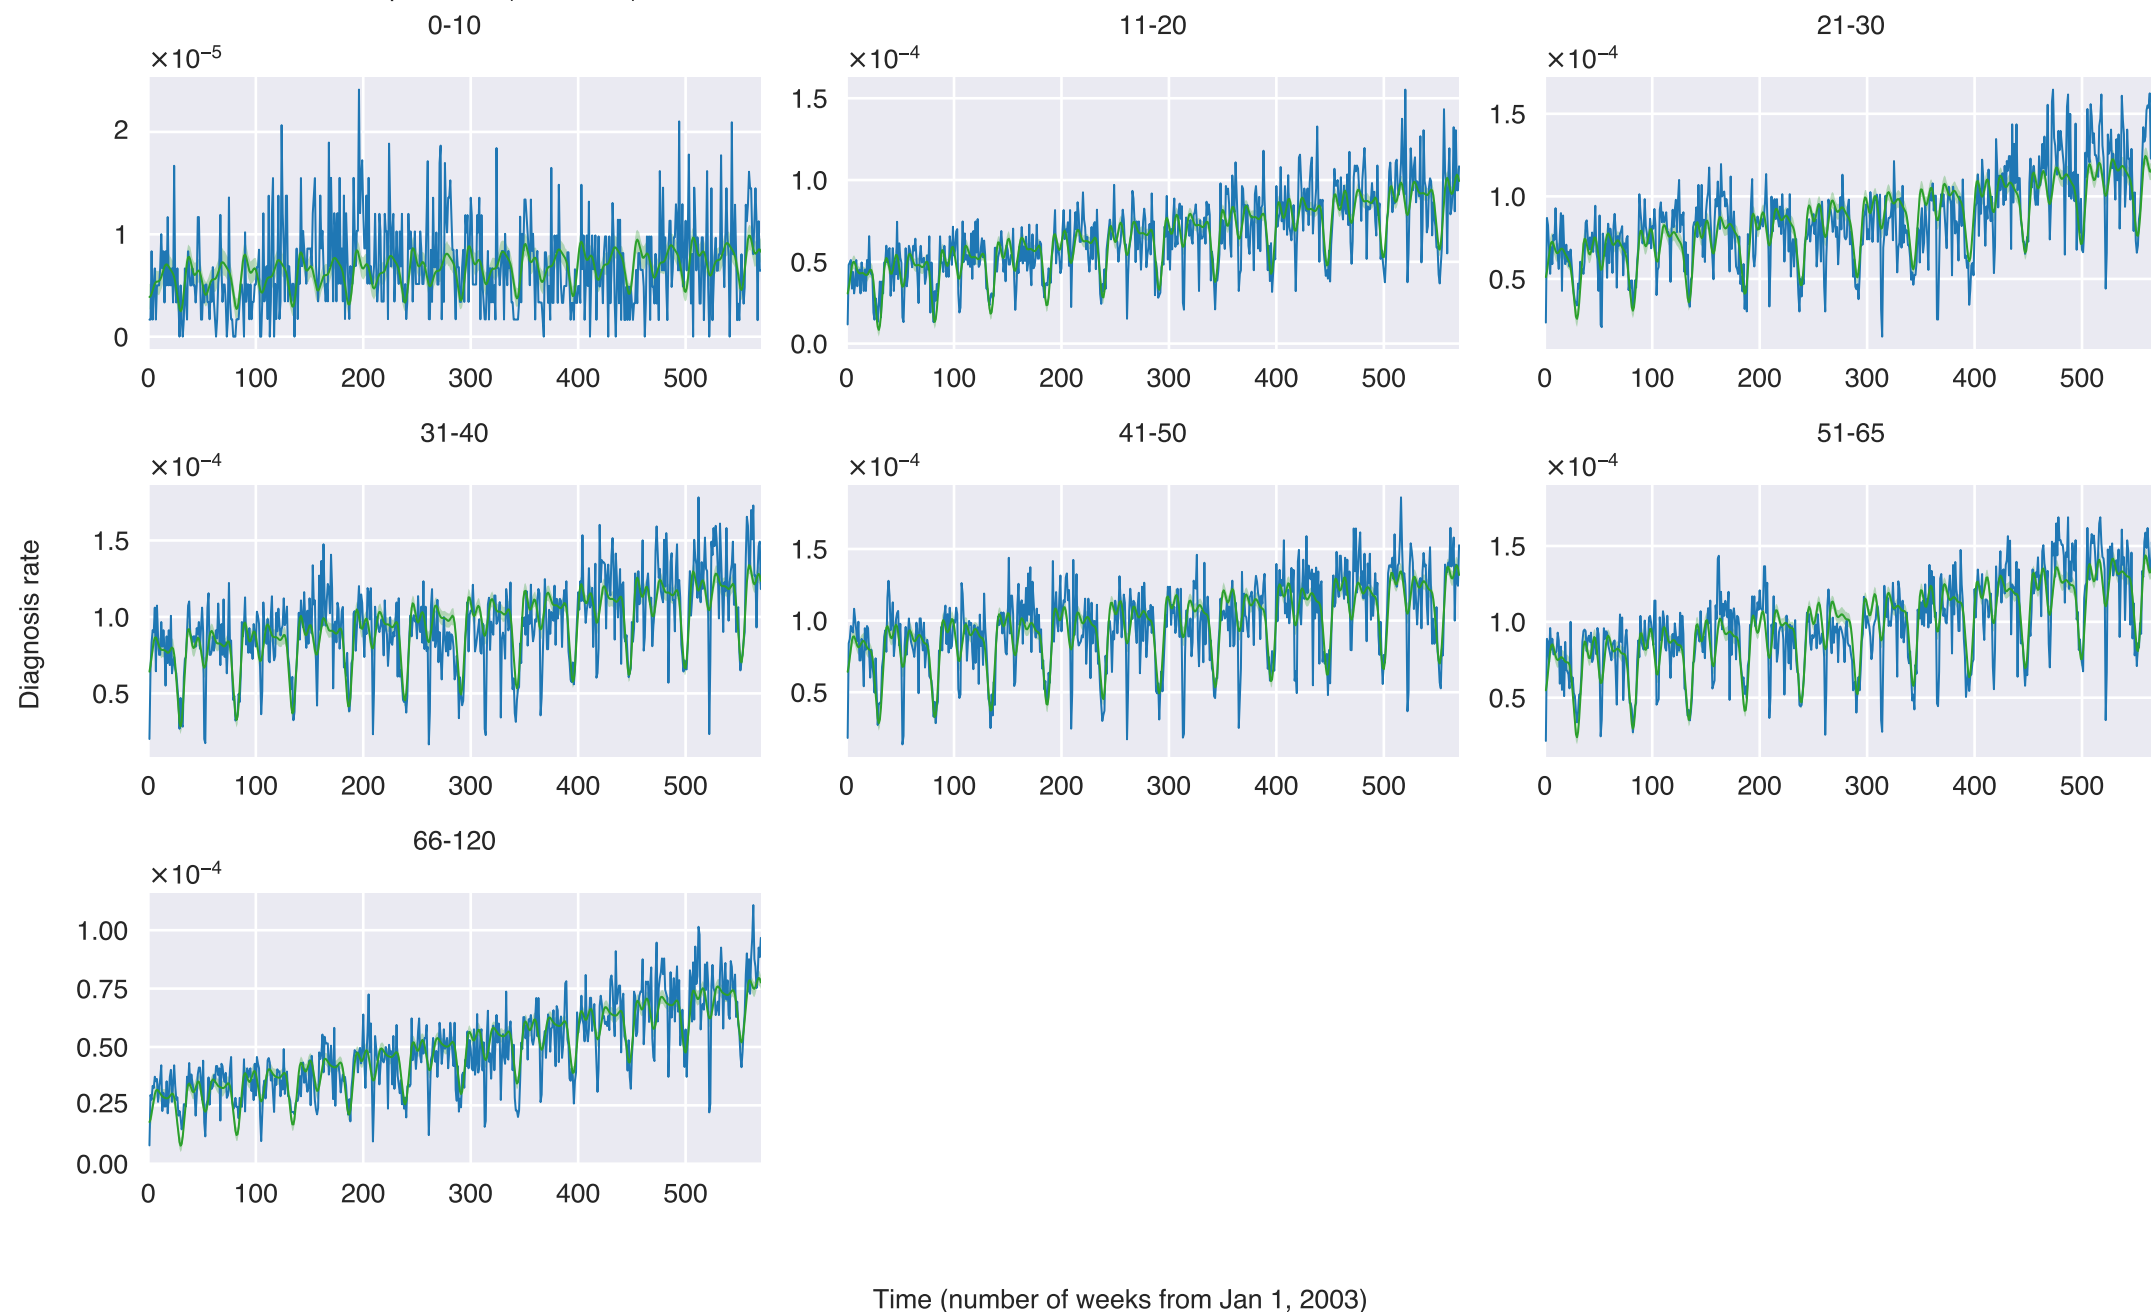 0-10 11-20 21-30
×10⁻⁵ ×10⁻⁴ ×10⁻⁴
2 1 0
1.5 1.0 0.5 0.0
1.5 1.0 0.5
0 100 200 300 400 500
0 100 200 300 400 500
0 100 200 300 400 500
31-40 41-50 51-65
×10⁻⁴ ×10⁻⁴ ×10⁻⁴
Diagnosis rate
1.5 1.0 0.5
1.5 1.0 0.5
1.5 1.0 0.5
0 100 200 300 400 500
0 100 200 300 400 500
0 100 200 300 400 500
66-120
×10⁻⁴
1.00
0.75
0.50
0.25
0.00
0 100 200 300 400 500
Time (number of weeks from Jan 1, 2003)